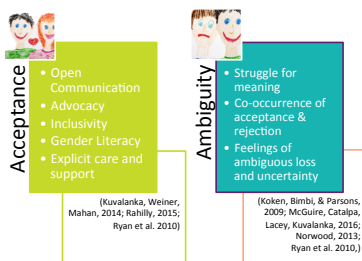 Acceptance
• Open
Communication
• Advocacy
• Inclusivity
• Gender Literacy
• Explicit care and
support
(Kuvalanka, Weiner,
Mahan, 2014; Rahilly, 2015;
Ryan et al. 2010)
Ambiguity
• Struggle for
meaning
• Co-occurrence of
acceptance &
rejection
• Feelings of
ambiguous loss
and uncertainty
(Koken, Bimbi, & Parsons,
2009; McGuire, Catalpa,
Lacey, Kuvalanka, 2016;
Norwood, 2013;
Ryan et al. 2010,)